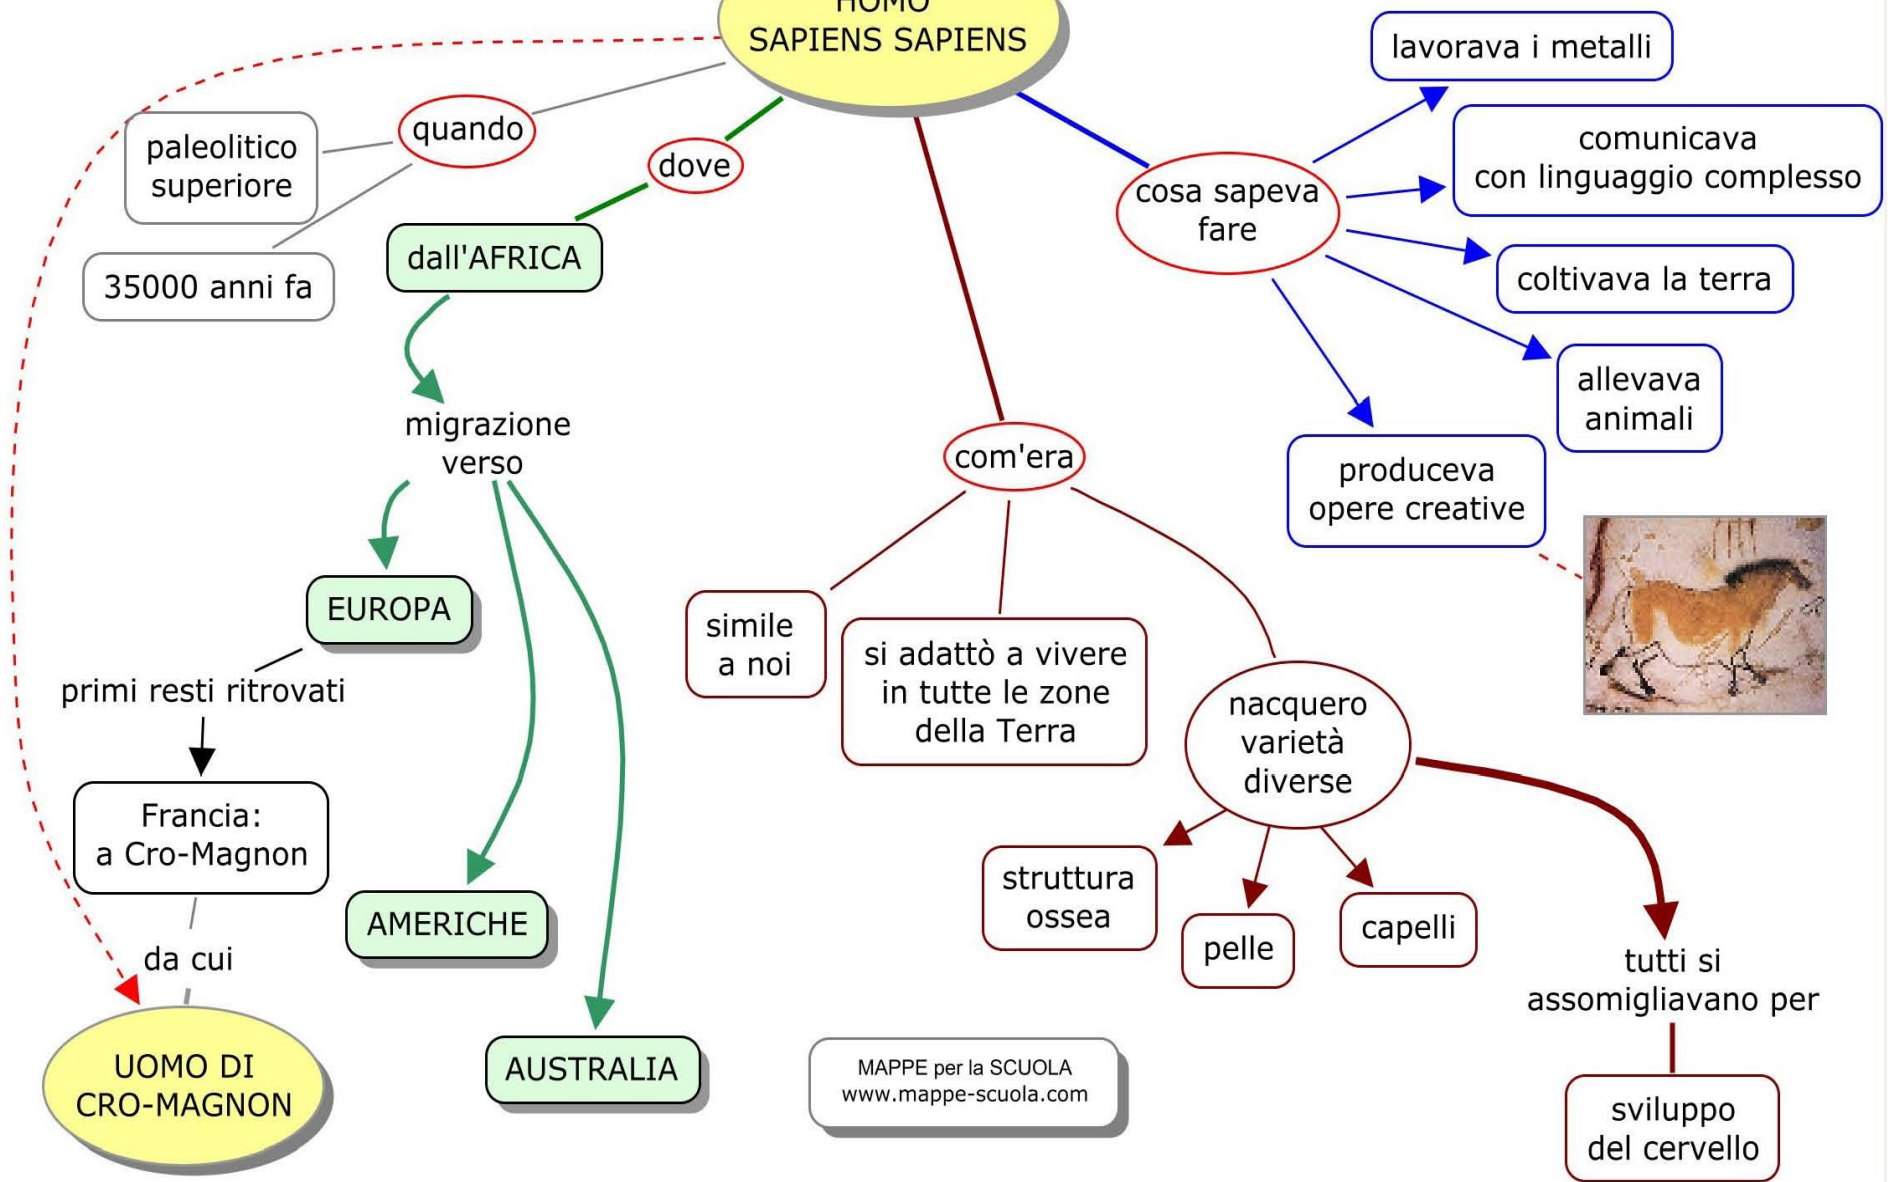 HOMO
SAPIENS SAPIENS
quando
paleolitico
superiore
35000 anni fa
dove
dall'AFRICA
migrazione
verso
EUROPA
primi resti ritrovati
Francia:
a Cro-Magnon
da cui
UOMO DI
CRO-MAGNON
AMERICHE
AUSTRALIA
com'era
simile
a noi
si adattò a vivere
in tutte le zone
della Terra
nacquero
varietà
diverse
struttura
ossea
pelle
capelli
tutti si
assomigliavano per
sviluppo
del cervello
cosa sapeva
fare
lavorava i metalli
comunicava
con linguaggio complesso
coltivava la terra
allevava
animali
produceva
opere creative
MAPPE per la SCUOLA
www.mappe-scuola.com